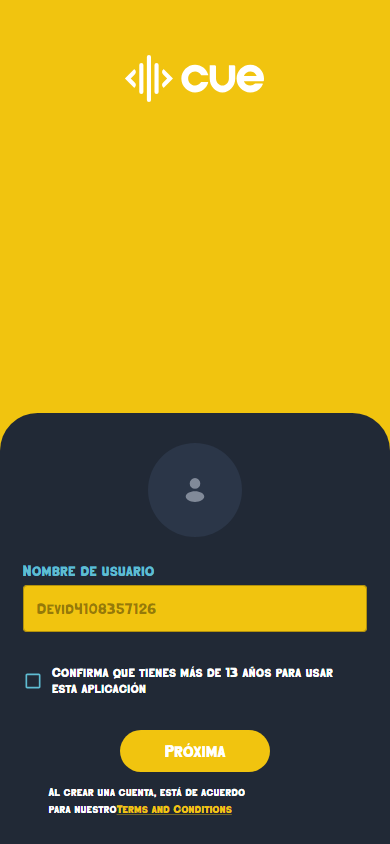 cue
Nombre de usuario
Devid4108357126
Confirma que tienes más de 13 años para usar
esta aplicación
Próxima
Al crear una cuenta, está de acuerdo
para nuestroTerms and Conditions